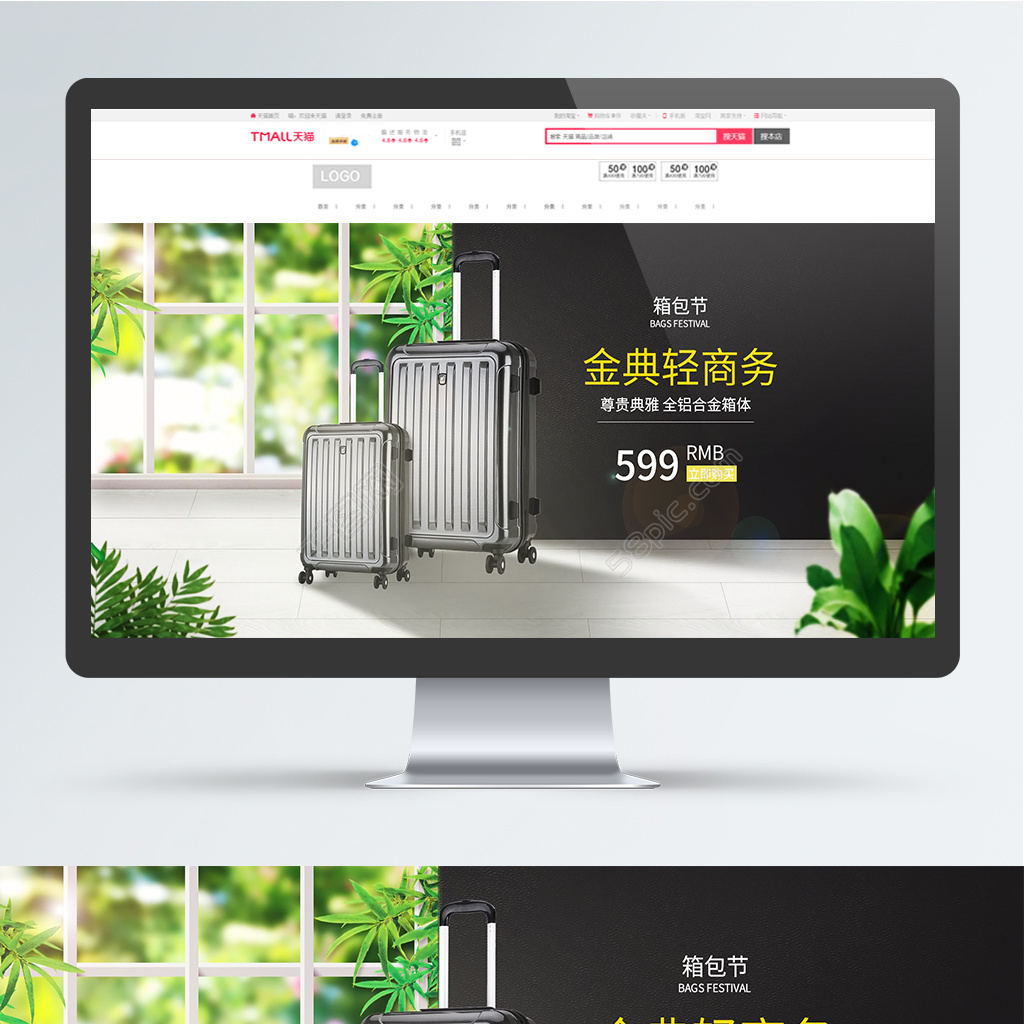 天猫首页 喵，欢迎来天猫 请登录 免费注册
我的淘宝 购物车 收藏夹 手机版 淘宝网 商家支持 网站导航
TMALL天猫
描述 服务 物流
4.8 4.8 4.8
手机逛
搜索 天猫 商品/品牌/店铺
搜天猫 搜本店
LOGO
50 100 50 100
分类 分类 分类 分类 分类 分类 分类 分类 分类 分类
箱包节
BAGS FESTIVAL
金典轻商务
尊贵典雅 全铝合金箱体
599 RMB
立即购买
58pic.com
箱包节
BAGS FESTIVAL
金典轻商务